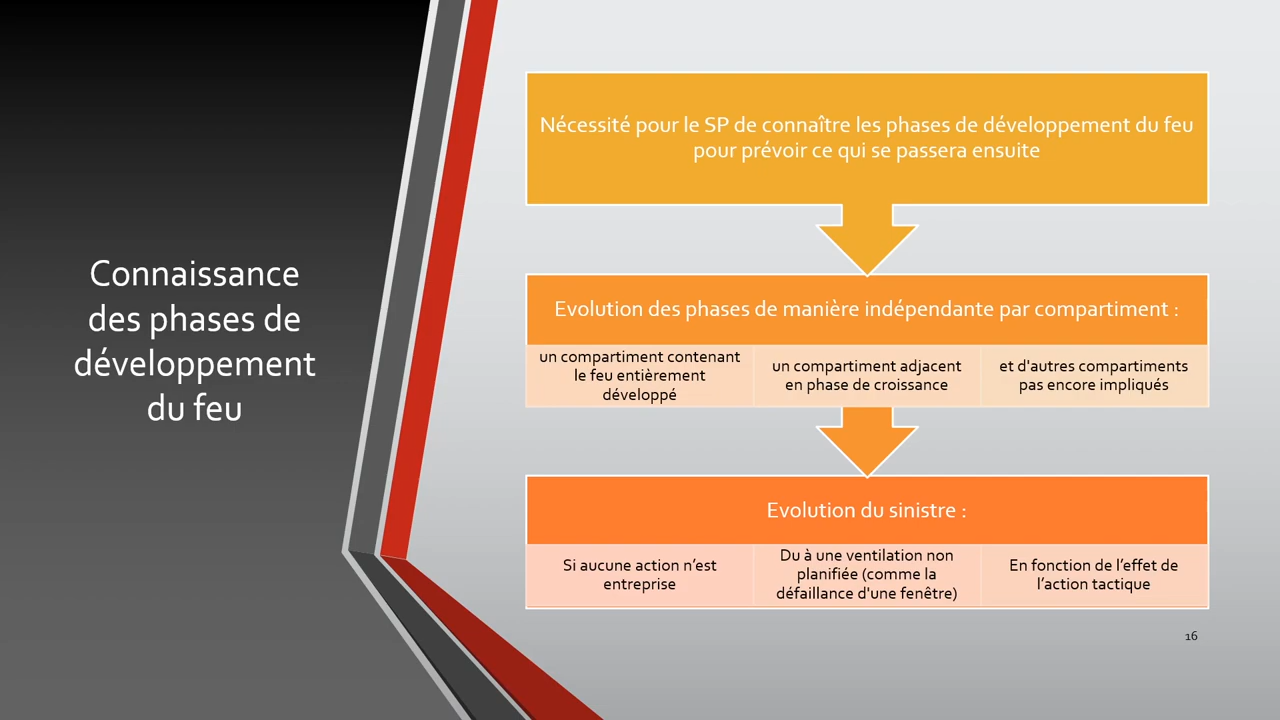 Connaissance
des phases de
développement
du feu
Nécessité pour le SP de connaître les phases de développement du feu
pour prévoir ce qui se passera ensuite
Evolution des phases de manière indépendante par compartiment :
un compartiment contenant
le feu entièrement
développé
un compartiment adjacent
en phase de croissance
et d'autres compartiments
pas encore impliqués
Evolution du sinistre :
Si aucune action n’est
entreprise
Du à une ventilation non
planifiée (comme la
défaillance d'une fenêtre)
En fonction de l’effet de
l’action tactique
16